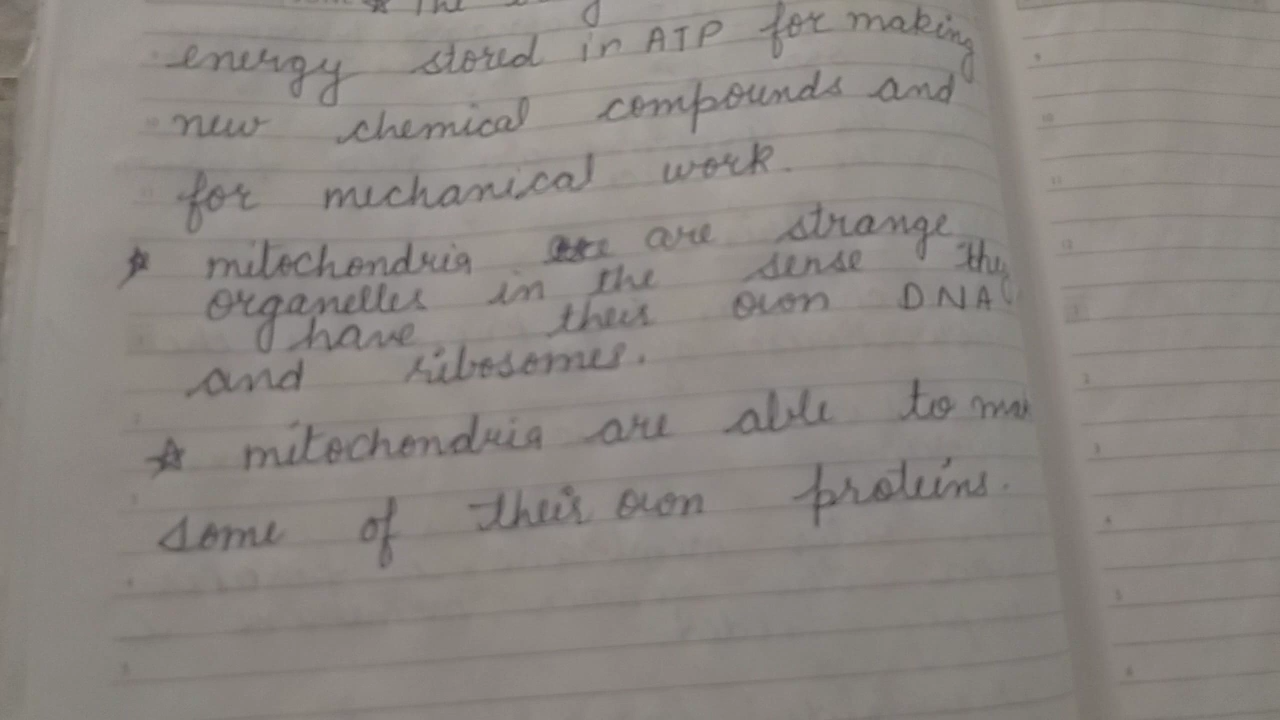 * The
energy stored in ATP for making
new chemical compounds and
for mechanical work.
* mitochondria are strange
organelles in the sense they
have their own DNA
and ribosomes.
* mitochondria are able to
some of their own proteins.